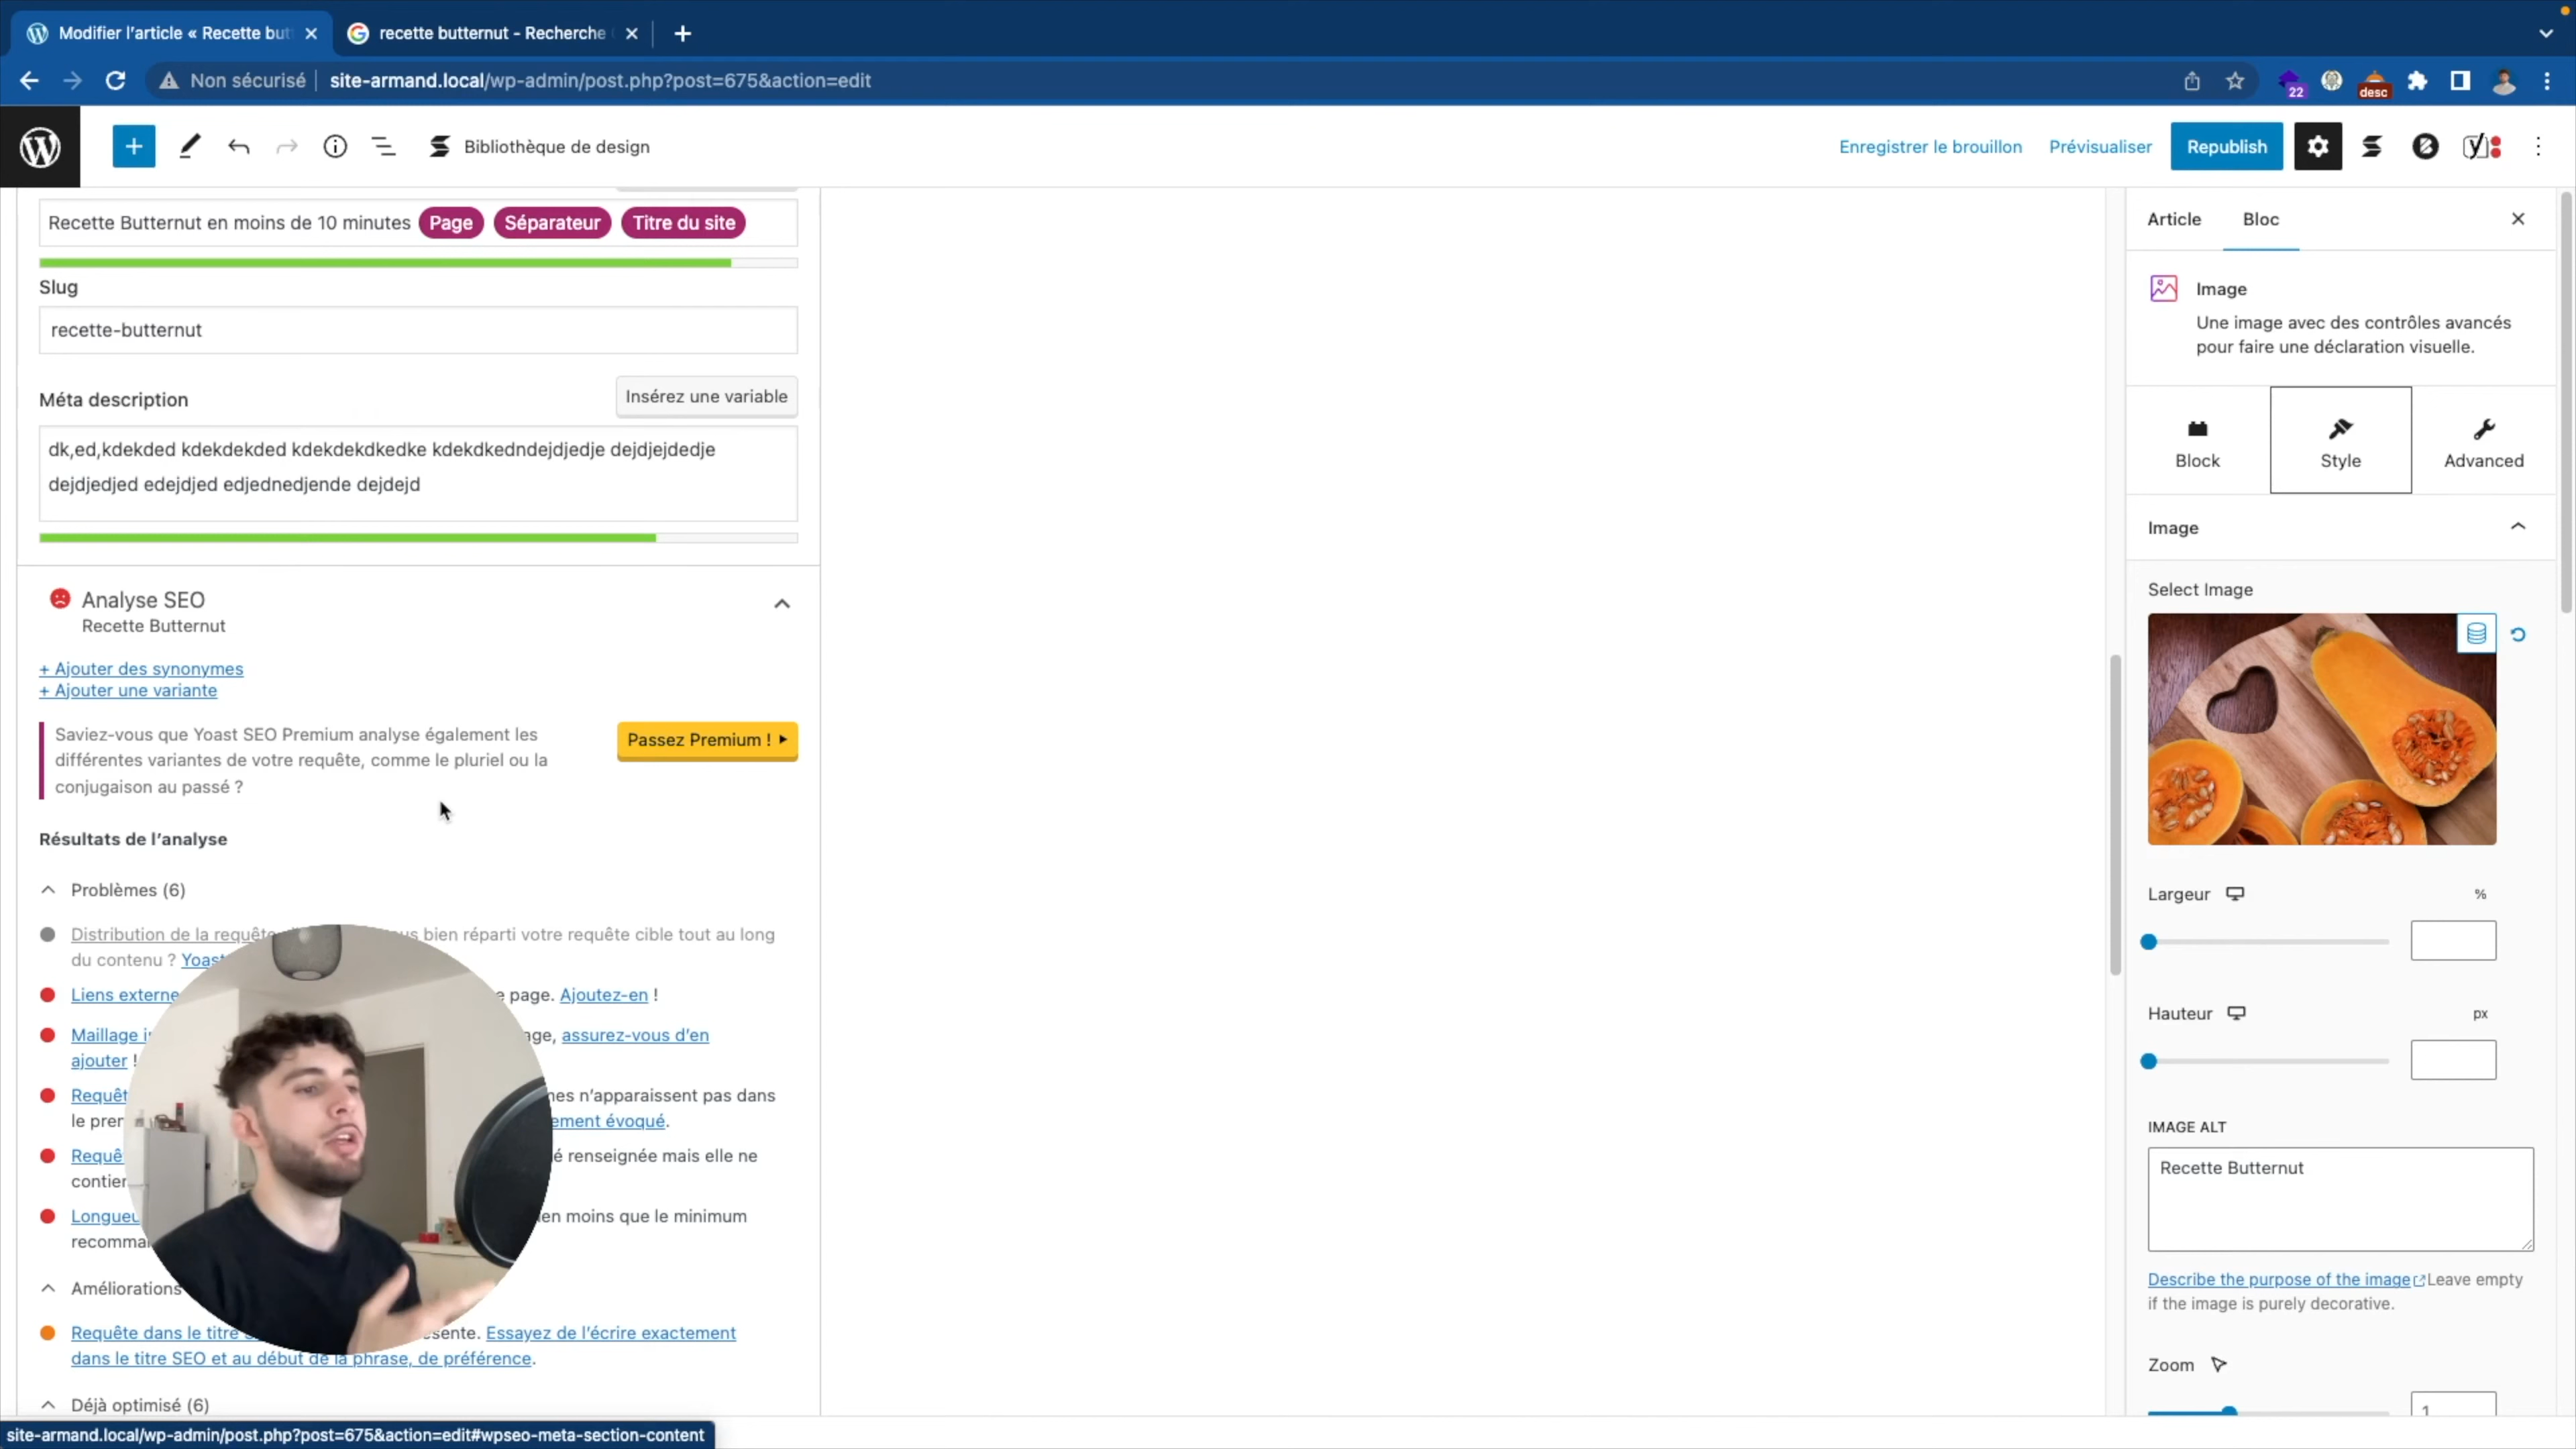 Modifier l'article « Recette but
recette butternut - Recherche
Non sécurisé
site-armand.local/wp-admin/post.php?post=675&action=edit
22
desc
Bibliothèque de design
Enregistrer le brouillon
Prévisualiser
Republish
Recette Butternut en moins de 10 minutes Page Séparateur Titre du site
Slug
recette-butternut
Méta description
Insérez une variable
dk,ed,kdekded kdekdekded kdekdekdkedke kdekdkedndejdjedje dejdjejdedje
dejdjedjed edejdjed edjednedjende dejdejd
Analyse SEO
Recette Butternut
+ Ajouter des synonymes
+ Ajouter une variante
Saviez-vous que Yoast SEO Premium analyse également les
différentes variantes de votre requête, comme le pluriel ou la
conjugaison au passé ?
Passez Premium !
Résultats de l'analyse
Problèmes (6)
Distribution de la requête bien réparti votre requête cible tout au long
du contenu ? Yoast
Liens externe page. Ajoutez-en !
Maillage assurez-vous d'en
ajouter !
n'apparaissent pas dans
le évoqué.
renseignée mais elle ne
en moins que le minimum
Améliorations
Requête dans le titre Essayez de l'écrire exactement
dans le titre SEO et au début de la phrase, de préférence.
Déjà optimisé (6)
site-armand.local/wp-admin/post.php?post=675&action=edit#wpseo-meta-section-content
Article
Bloc
Image
Une image avec des contrôles avancés
pour faire une déclaration visuelle.
Block
Style
Advanced
Image
Select Image
Largeur
%
Hauteur
px
IMAGE ALT
Recette Butternut
Describe the purpose of the image Leave empty
if the image is purely decorative.
Zoom
1